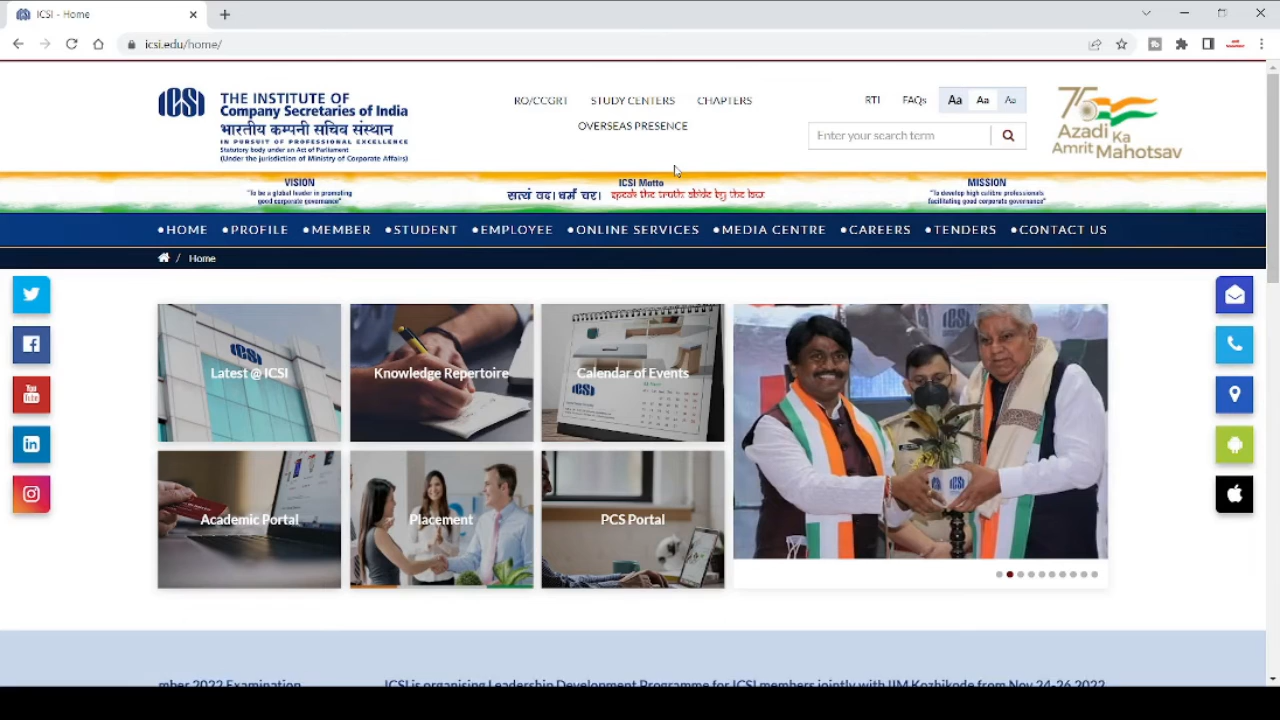 ICSI - Home
icsi.edu/home/
ICSI
THE INSTITUTE OF
Company Secretaries of India
भारतीय कम्पनी सचिव संस्थान
IN PURSUIT OF PROFESSIONAL EXCELLENCE
Statutory body under an Act of Parliament
(Under the jurisdiction of Ministry of Corporate Affairs)
RO/CCGRT STUDY CENTERS CHAPTERS
OVERSEAS PRESENCE
RTI FAQs Aa Aa Aa
Enter your search term
75
Azadi Ka
Amrit Mahotsav
VISION
"To be a global leader in promoting
good corporate governance"
ICSI Motto
सत्यं वद। धर्मं चर। speak the truth abide by the law
MISSION
"To develop high calibre professionals
facilitating good corporate governance"
HOME PROFILE MEMBER STUDENT EMPLOYEE ONLINE SERVICES MEDIA CENTRE CAREERS TENDERS CONTACT US
/ Home
ICSI
Latest @ ICSI
Knowledge Repertoire
Calendar of Events
ICSI
Academic Portal
Placement
PCS Portal
You
Tube
mber 2022 Examination ICSI is organising Leadership Development Programme for ICSI members jointly with IIM Kozhikode from Nov 24-26 2022